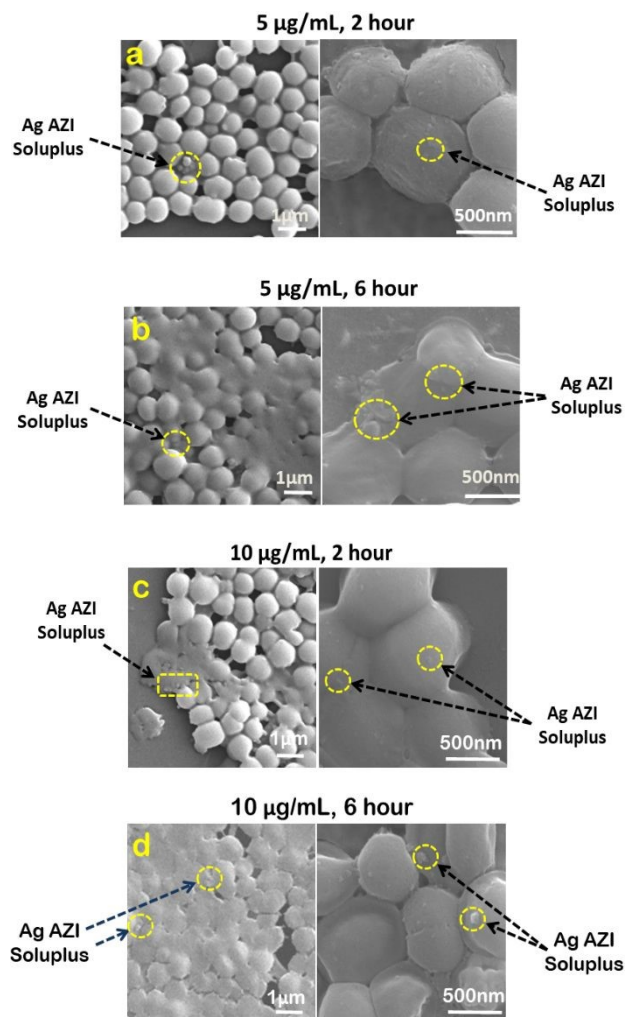 5 µg/mL, 2 hour
a
Ag AZI
Soluplus
1µm
500nm
Ag AZI
Soluplus
5 µg/mL, 6 hour
b
Ag AZI
Soluplus
1µm
500nm
Ag AZI
Soluplus
10 µg/mL, 2 hour
c
Ag AZI
Soluplus
1µm
500nm
Ag AZI
Soluplus
10 µg/mL, 6 hour
d
Ag AZI
Soluplus
1µm
500nm
Ag AZI
Soluplus